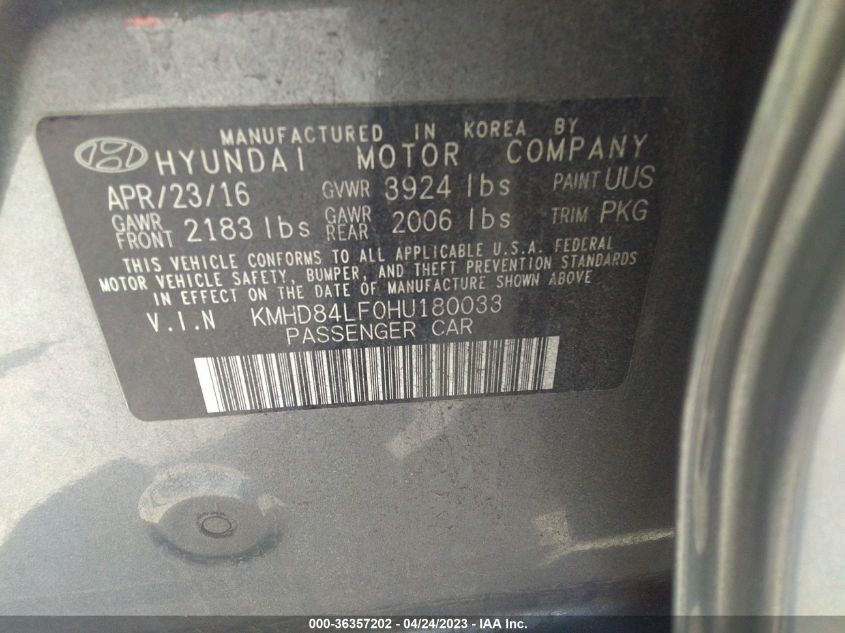 MANUFACTURED IN KOREA BY
HYUNDAI MOTOR COMPANY
APR/23/16 GVWR 3924 lbs PAINT UUS
GAWR FRONT 2183 lbs GAWR REAR 2006 lbs TRIM PKG
THIS VEHICLE CONFORMS TO ALL APPLICABLE U.S.A. FEDERAL
MOTOR VEHICLE SAFETY, BUMPER, AND THEFT PREVENTION STANDARDS
IN EFFECT ON THE DATE OF MANUFACTURE SHOWN ABOVE
V.I.N KMHD84LF0HU180033
PASSENGER CAR
000-36357202 - 04/24/2023 - IAA Inc.